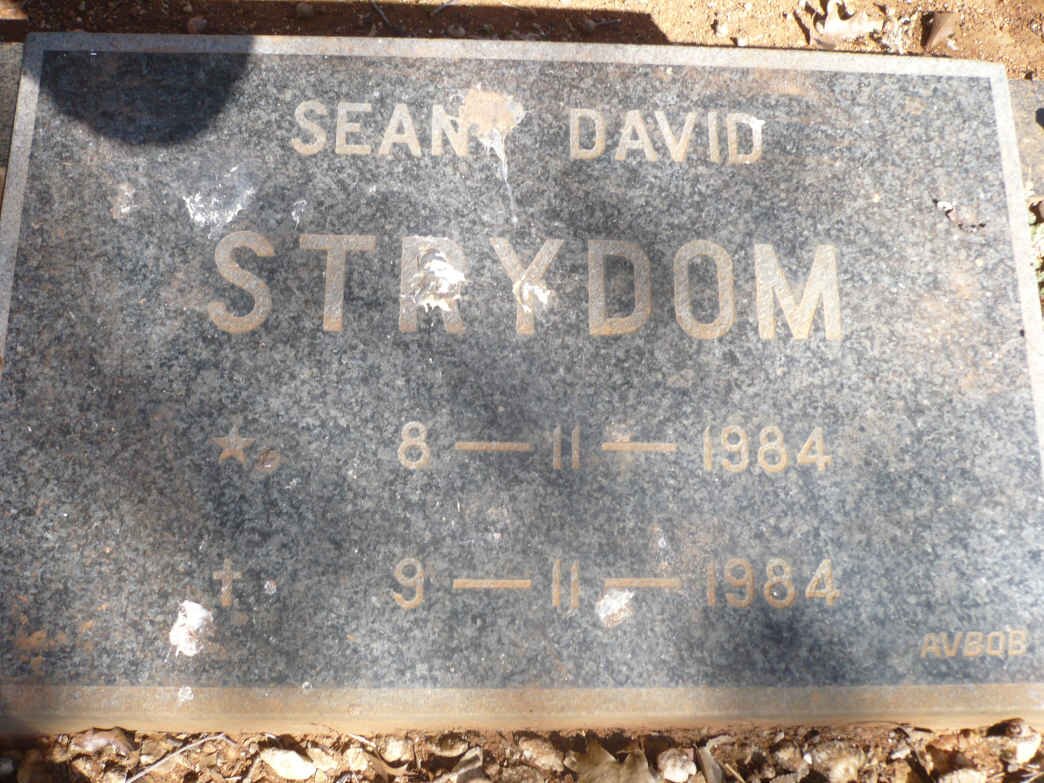 SEAN DAVID
STRYDOM
★ 8 — 11 — 1984
† 9 — 11 — 1984
AVBOB